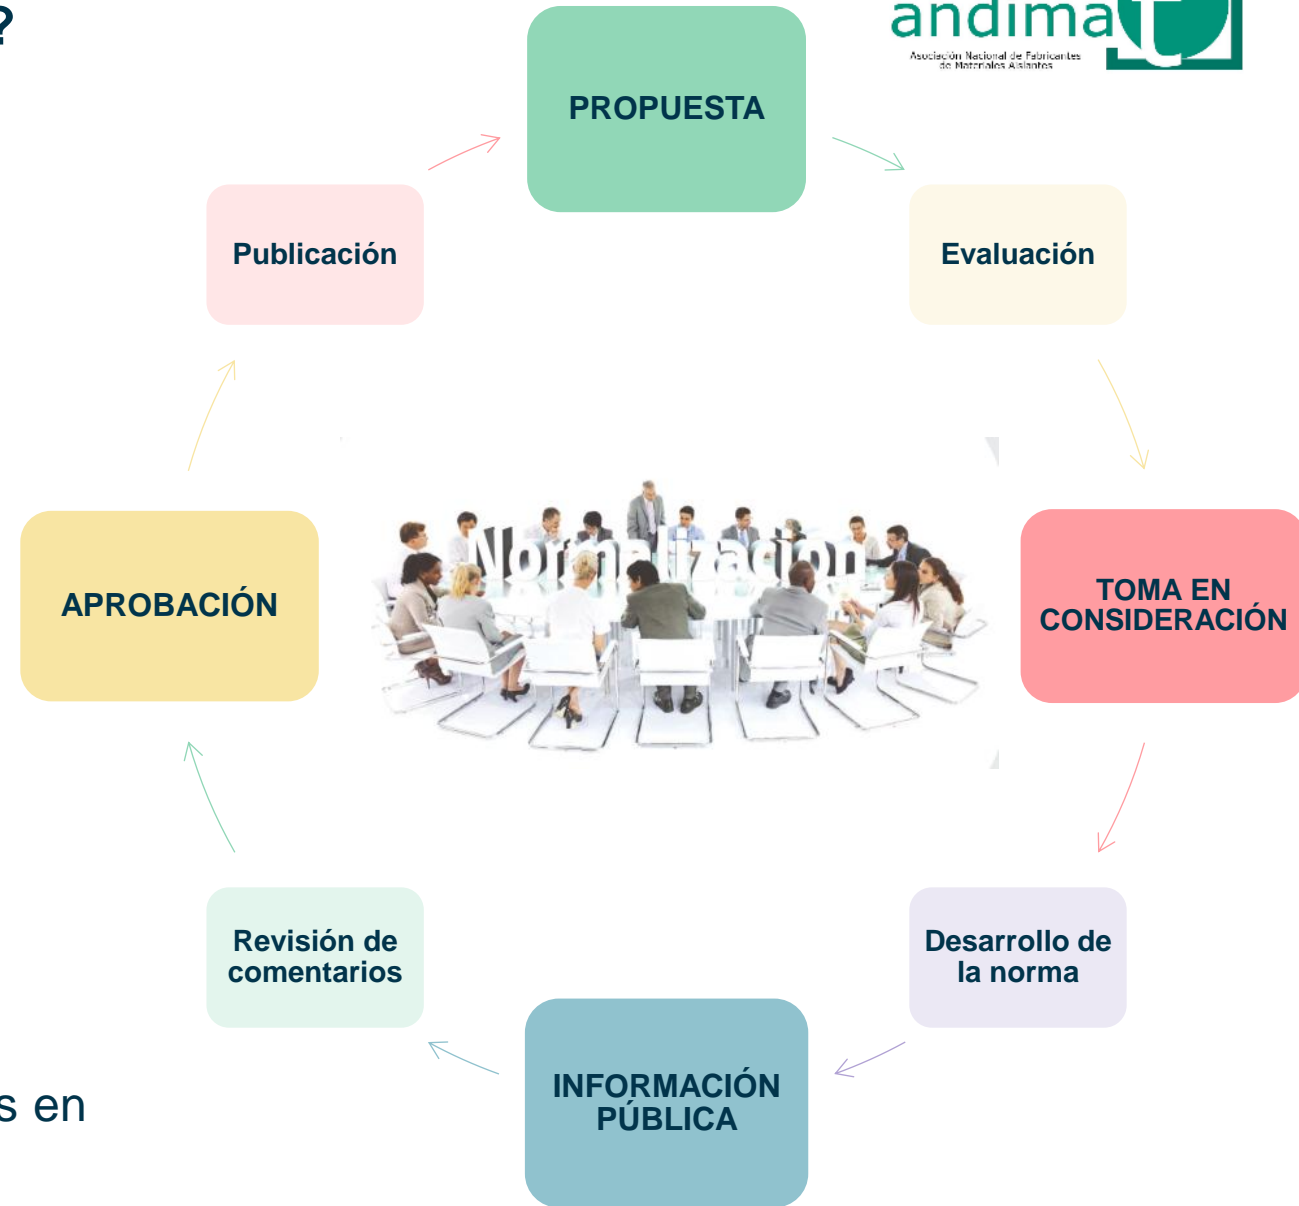 ?
andimat
Asociación Nacional de Fabricantes
de Materiales Aislantes
PROPUESTA
Publicación
Evaluación
Normalización
APROBACIÓN
TOMA EN
CONSIDERACIÓN
Revisión de
comentarios
Desarrollo de
la norma
INFORMACIÓN
PÚBLICA
s en